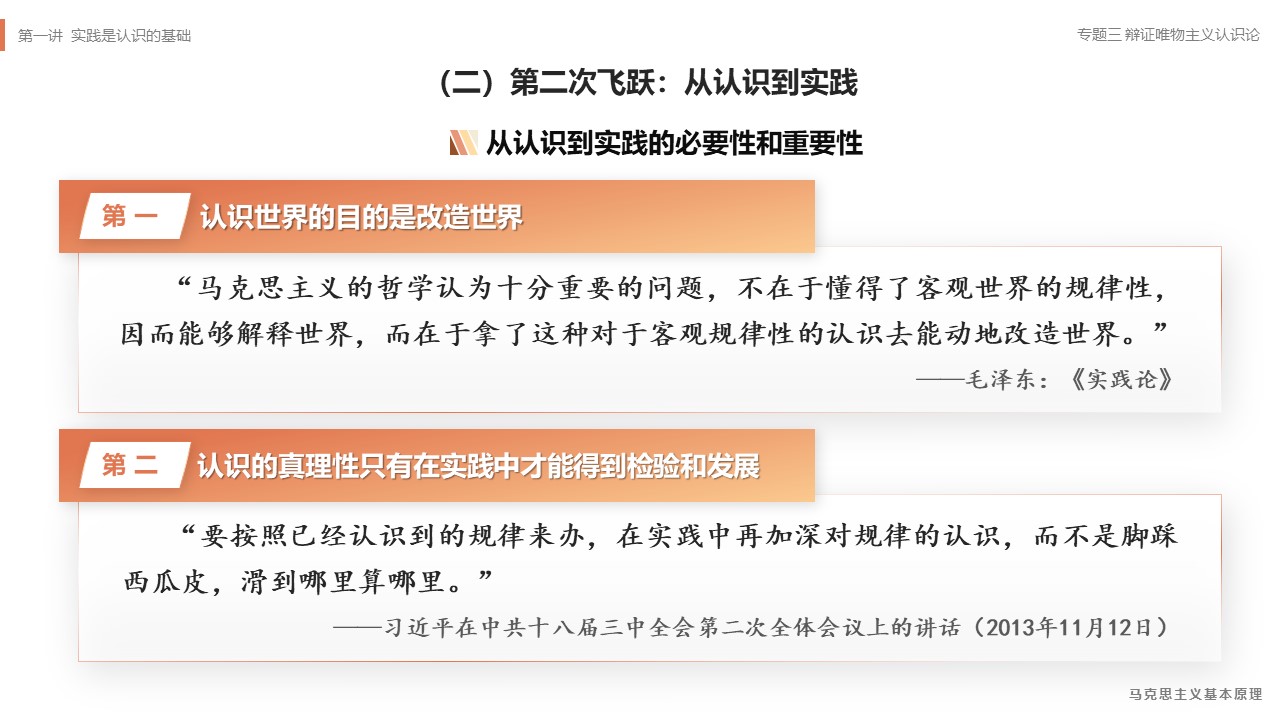 第一讲 实践是认识的基础
专题三 辩证唯物主义认识论
（二）第二次飞跃：从认识到实践
从认识到实践的必要性和重要性
第一 认识世界的目的是改造世界
“马克思主义的哲学认为十分重要的问题，不在于懂得了客观世界的规律性，
因而能够解释世界，而在于拿了这种对于客观规律性的认识去能动地改造世界。”
——毛泽东：《实践论》
第二 认识的真理性只有在实践中才能得到检验和发展
“要按照已经认识到的规律来办，在实践中再加深对规律的认识，而不是脚踩
西瓜皮，滑到哪里算哪里。”
——习近平在中共十八届三中全会第二次全体会议上的讲话（2013年11月12日）
马克思主义基本原理